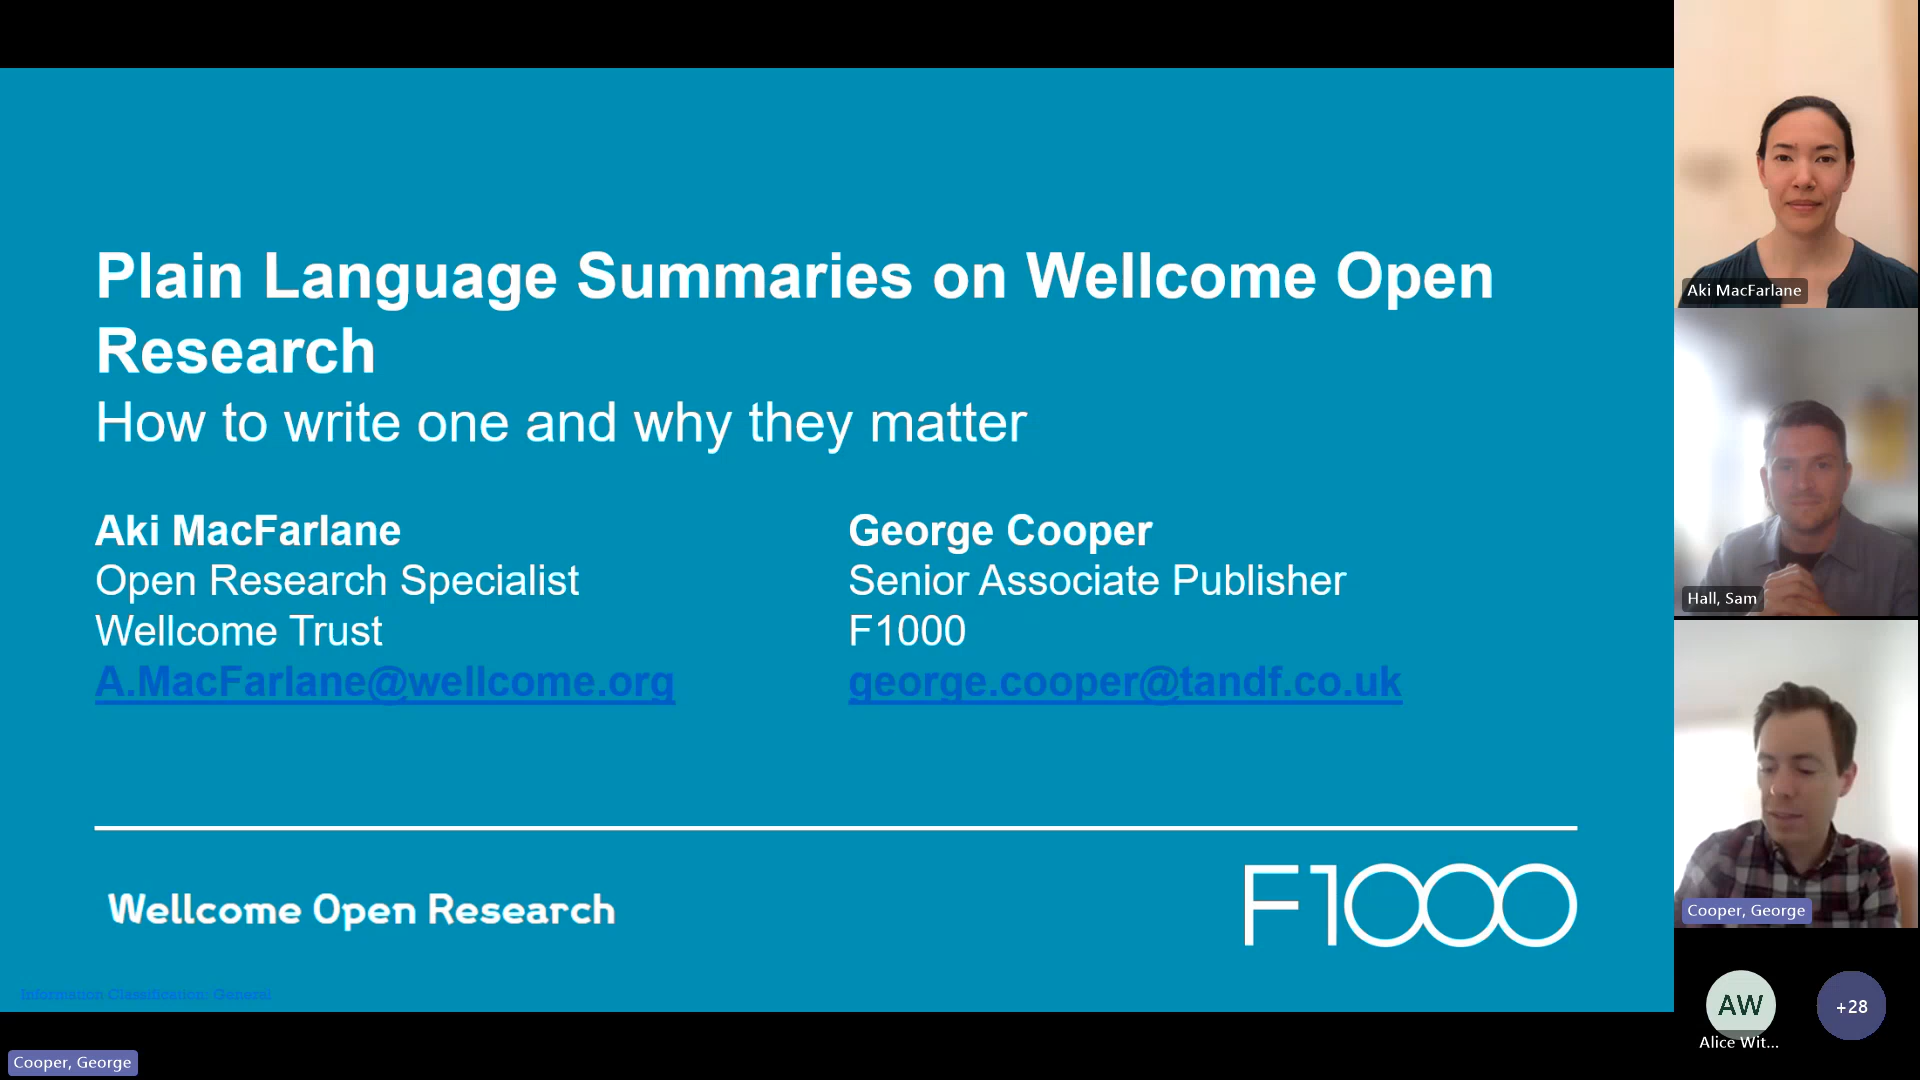 Plain Language Summaries on Wellcome Open
Research
How to write one and why they matter
Aki MacFarlane
Open Research Specialist
Wellcome Trust
A.MacFarlane@wellcome.org
George Cooper
Senior Associate Publisher
F1000
george.cooper@tandf.co.uk
Wellcome Open Research
F1000
Information Classification: General
Cooper, George
Aki MacFarlane
Hall, Sam
Cooper, George
AW
Alice Wit...
+28